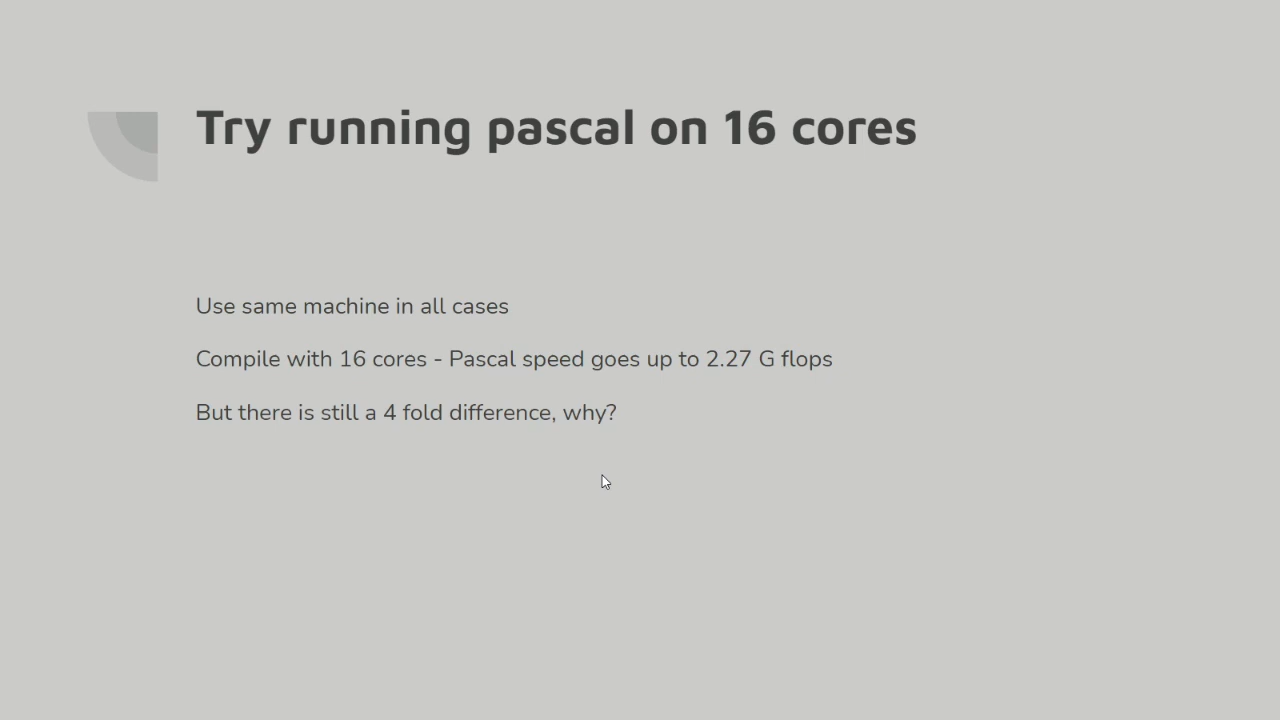 Try running pascal on 16 cores
Use same machine in all cases
Compile with 16 cores - Pascal speed goes up to 2.27 G flops
But there is still a 4 fold difference, why?